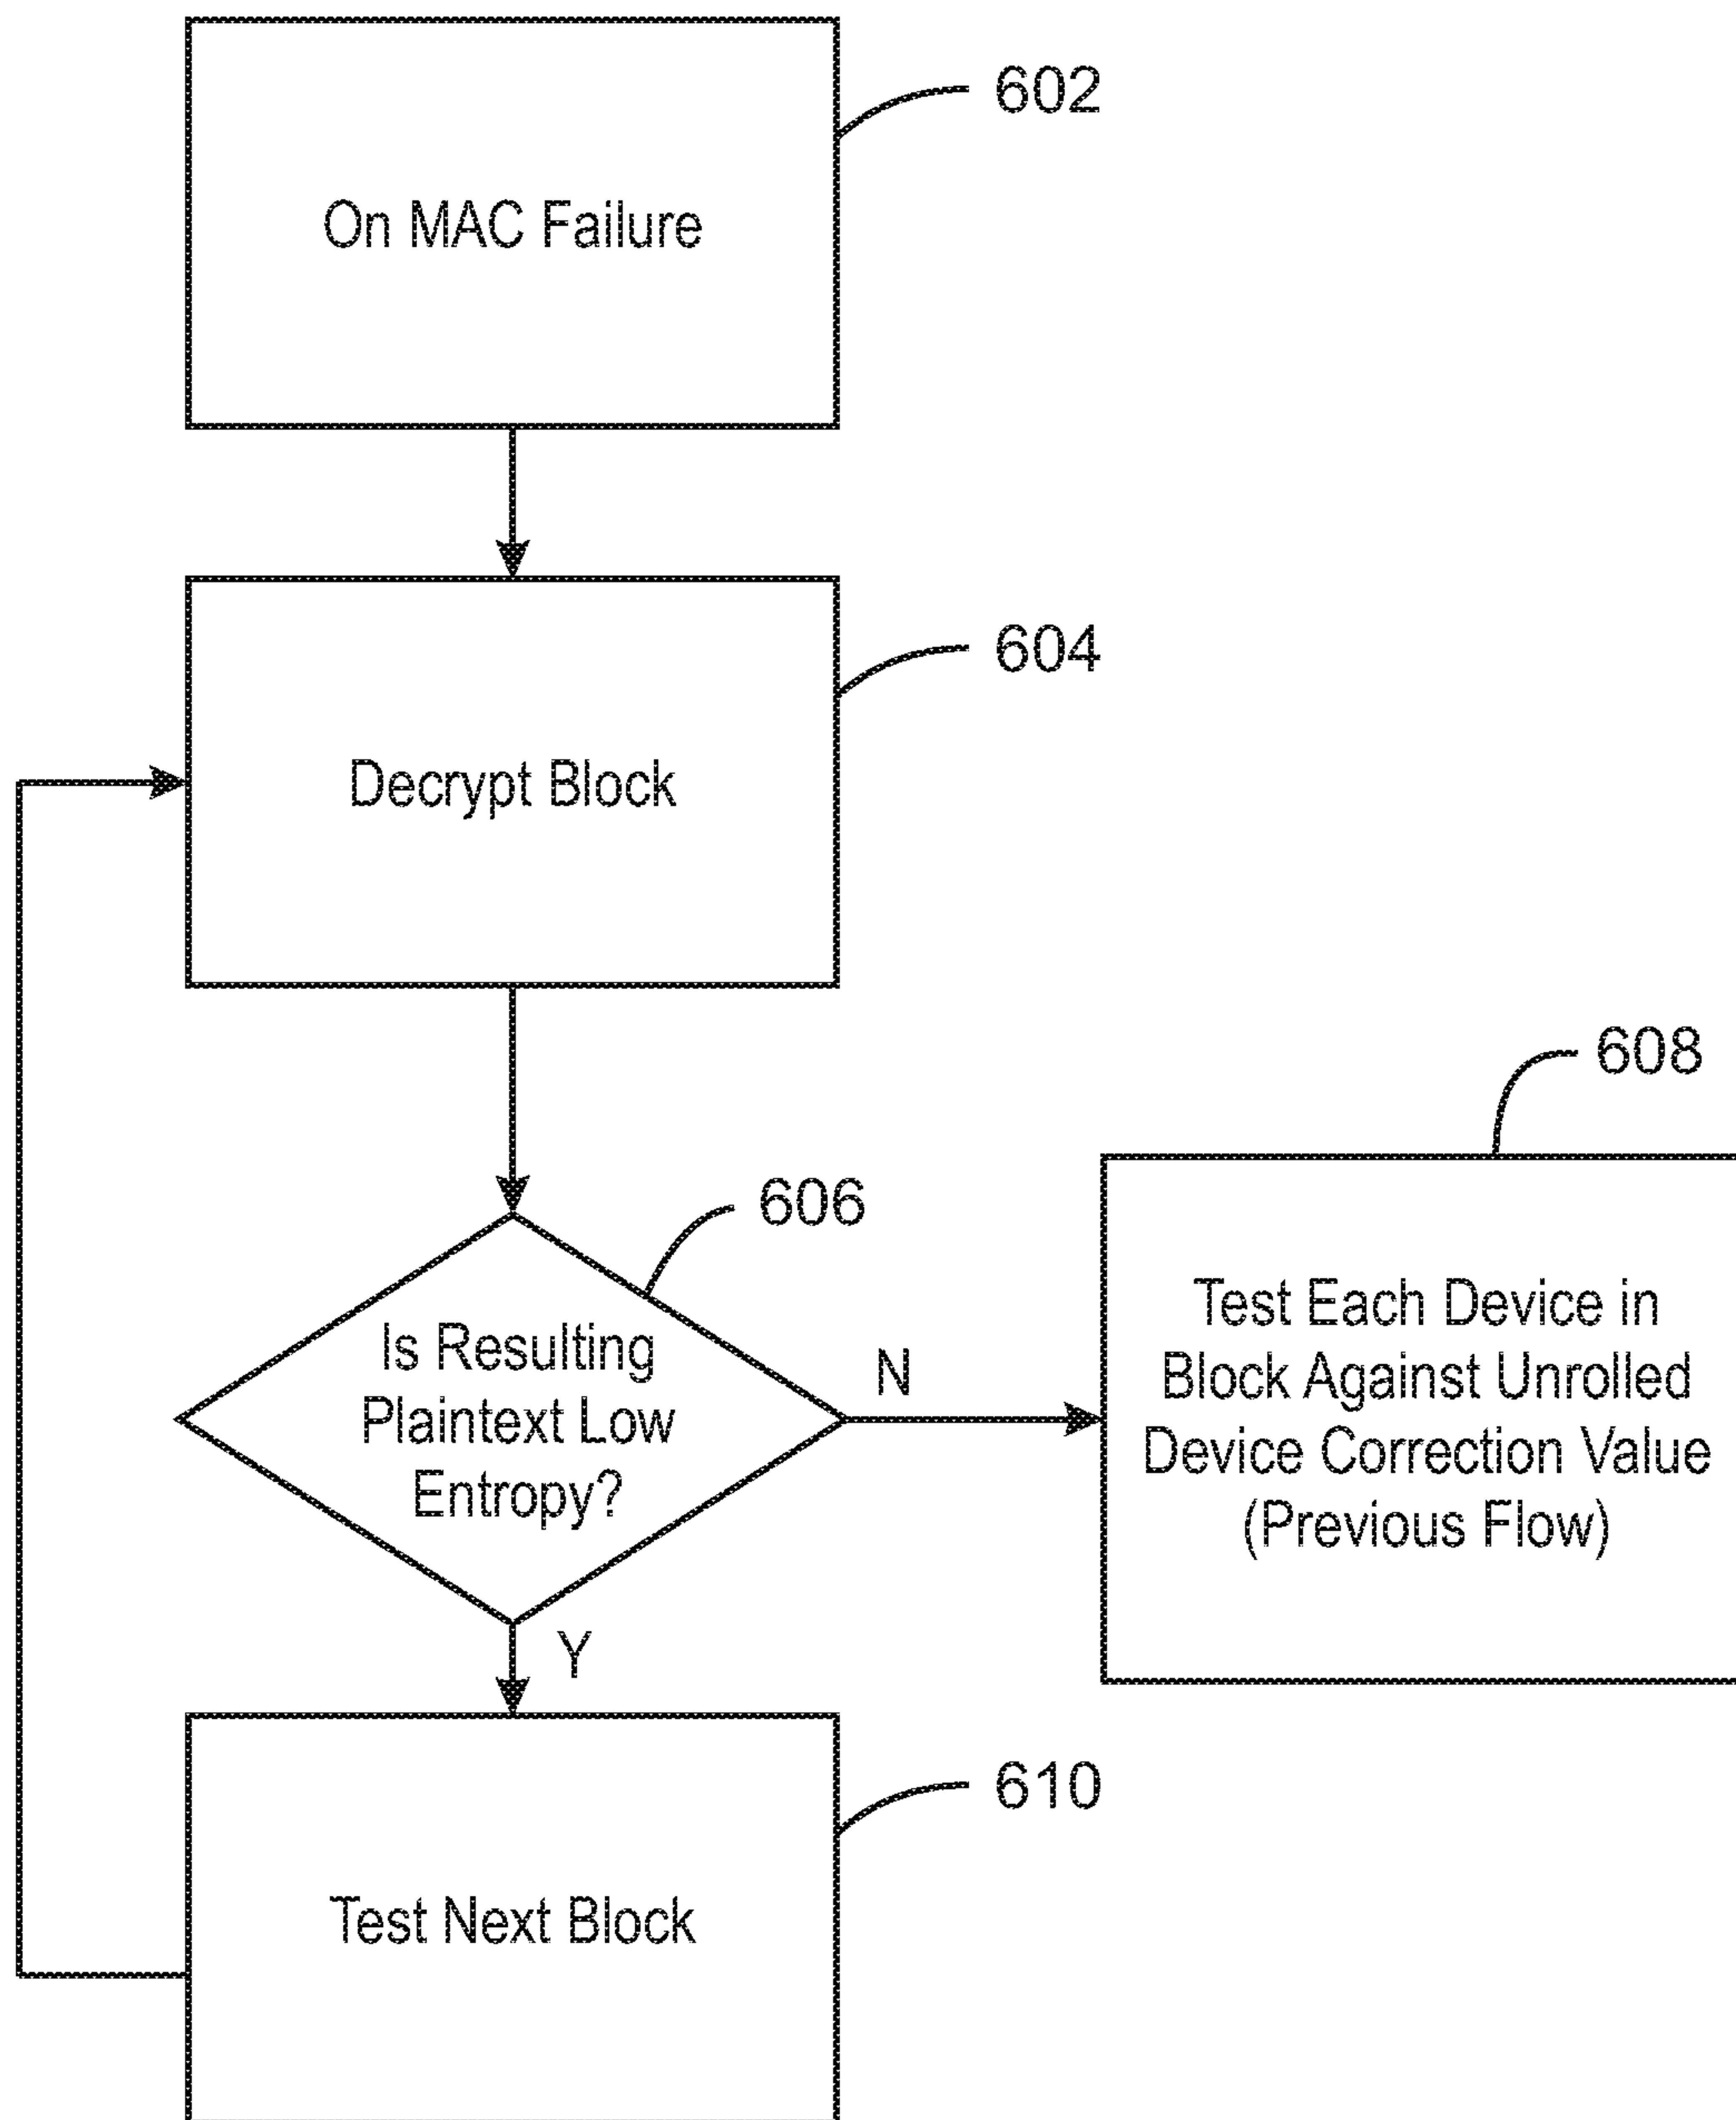 602
On MAC Failure
604
Decrypt Block
608
606
Is Resulting
Plaintext Low
Entropy?
N
Test Each Device in
Block Against Unrolled
Device Correction Value
(Previous Flow)
Y
610
Test Next Block